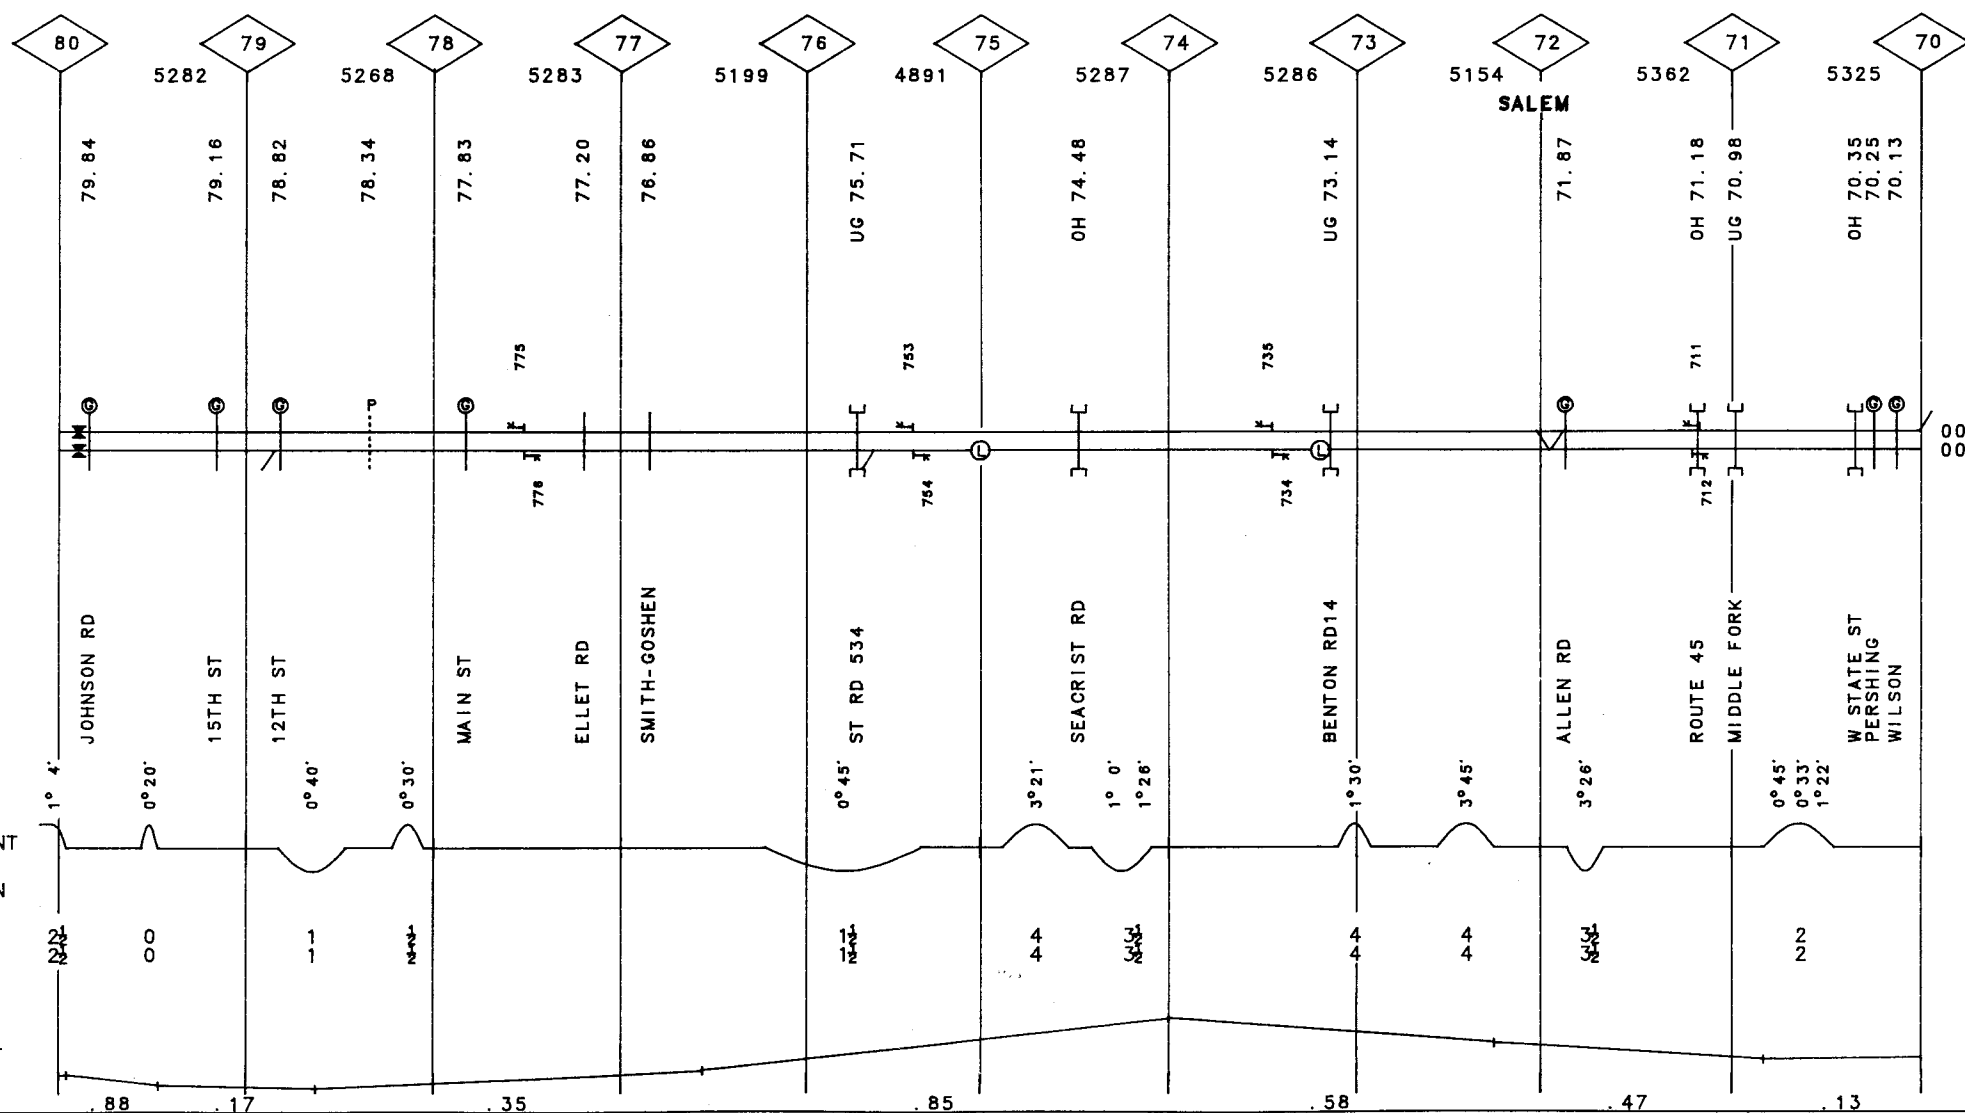 80 79 78 77 76 75 74 73 72 71 70
5282 5268 5283 5199 4891 5287 5286 5154 5362 5325
SALEM
79.84
79.16
78.82
78.34
77.83
77.20
76.86
UG 75.71
OH 74.48
UG 73.14
71.87
OH 71.18
UG 70.98
OH 70.35
70.25
70.13
775 753 735 711
G G G P G G G G
L L
00
00
776 754 734 712
JOHNSON RD
15TH ST
12TH ST
MAIN ST
ELLET RD
SMITH-GOSHEN
ST RD 534
SEACRIST RD
BENTON RD14
ALLEN RD
ROUTE 45
MIDDLE FORK
W STATE ST
PERSHING
WILSON
1° 4'
0°20'
0°40'
0°30'
0°45'
3°21'
1° 0'
1°26'
1°30'
3°45'
3°26'
0°45'
0°33'
1°22'
NT
N
2½ 0 1 ½ 1½ 4 3½ 4 4 3½ 2
2½ 0 1 ½ 1½ 4 3½ 4 4 3½ 2
.88 .17 .35 .85 .58 .47 .13